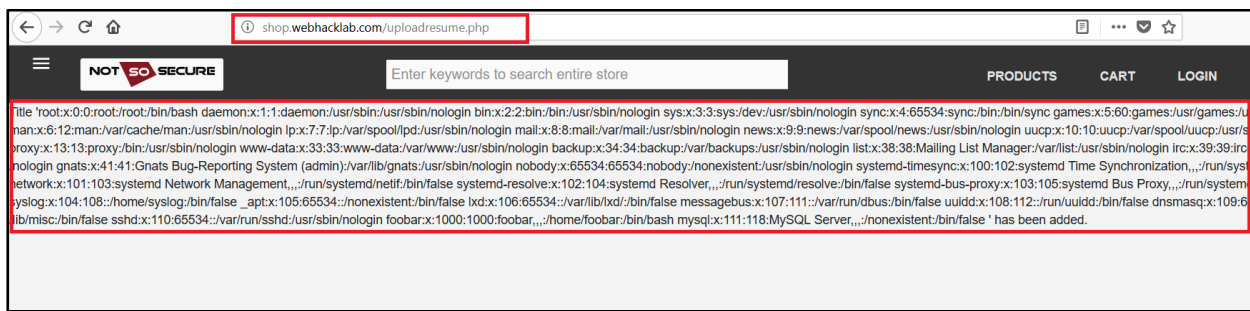 shop.webhacklab.com/uploadresume.php
NOT SO SECURE
Enter keywords to search entire store
PRODUCTS CART LOGIN
Title 'root:x:0:0:root:/root:/bin/bash daemon:x:1:1:daemon:/usr/sbin:/usr/sbin/nologin bin:x:2:2:bin:/bin:/usr/sbin/nologin sys:x:3:3:sys:/dev:/usr/sbin/nologin sync:x:4:65534:sync:/bin:/bin/sync games:x:5:60:games:/usr/games:/u
man:x:6:12:man:/var/cache/man:/usr/sbin/nologin lp:x:7:7:lp:/var/spool/lpd:/usr/sbin/nologin mail:x:8:8:mail:/var/mail:/usr/sbin/nologin news:x:9:9:news:/var/spool/news:/usr/sbin/nologin uucp:x:10:10:uucp:/var/spool/uucp:/usr/s
proxy:x:13:13:proxy:/bin:/usr/sbin/nologin www-data:x:33:33:www-data:/var/www:/usr/sbin/nologin backup:x:34:34:backup:/var/backups:/usr/sbin/nologin list:x:38:38:Mailing List Manager:/var/list:/usr/sbin/nologin irc:x:39:39:irc
/nologin gnats:x:41:41:Gnats Bug-Reporting System (admin):/var/lib/gnats:/usr/sbin/nologin nobody:x:65534:65534:nobody:/nonexistent:/usr/sbin/nologin systemd-timesync:x:100:102:systemd Time Synchronization,,,:/run/syst
network:x:101:103:systemd Network Management,,,:/run/systemd/netif:/bin/false systemd-resolve:x:102:104:systemd Resolver,,,:/run/systemd/resolve:/bin/false systemd-bus-proxy:x:103:105:systemd Bus Proxy,,,:/run/systeme
syslog:x:104:108::/home/syslog:/bin/false _apt:x:105:65534::/nonexistent:/bin/false lxd:x:106:65534::/var/lib/lxd/:/bin/false messagebus:x:107:111::/var/run/dbus:/bin/false uuidd:x:108:112::/run/uuidd:/bin/false dnsmasq:x:109:6
/lib/misc:/bin/false sshd:x:110:65534::/var/run/sshd:/usr/sbin/nologin foobar:x:1000:1000:foobar,,,:/home/foobar:/bin/bash mysql:x:111:118:MySQL Server,,,:/nonexistent:/bin/false ' has been added.